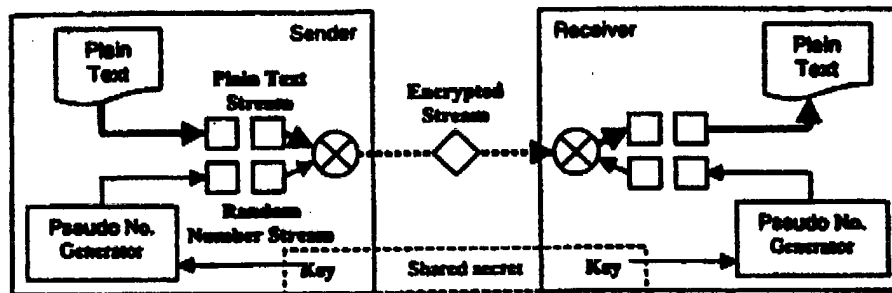 Sender
Receiver
Plain
Text
Plain
Text
Plain Text
Stream
Encrypted
Stream
Pseudo No.
Generator
Random
Number Stream
Pseudo No.
Generator
Key
Shared secret
Key